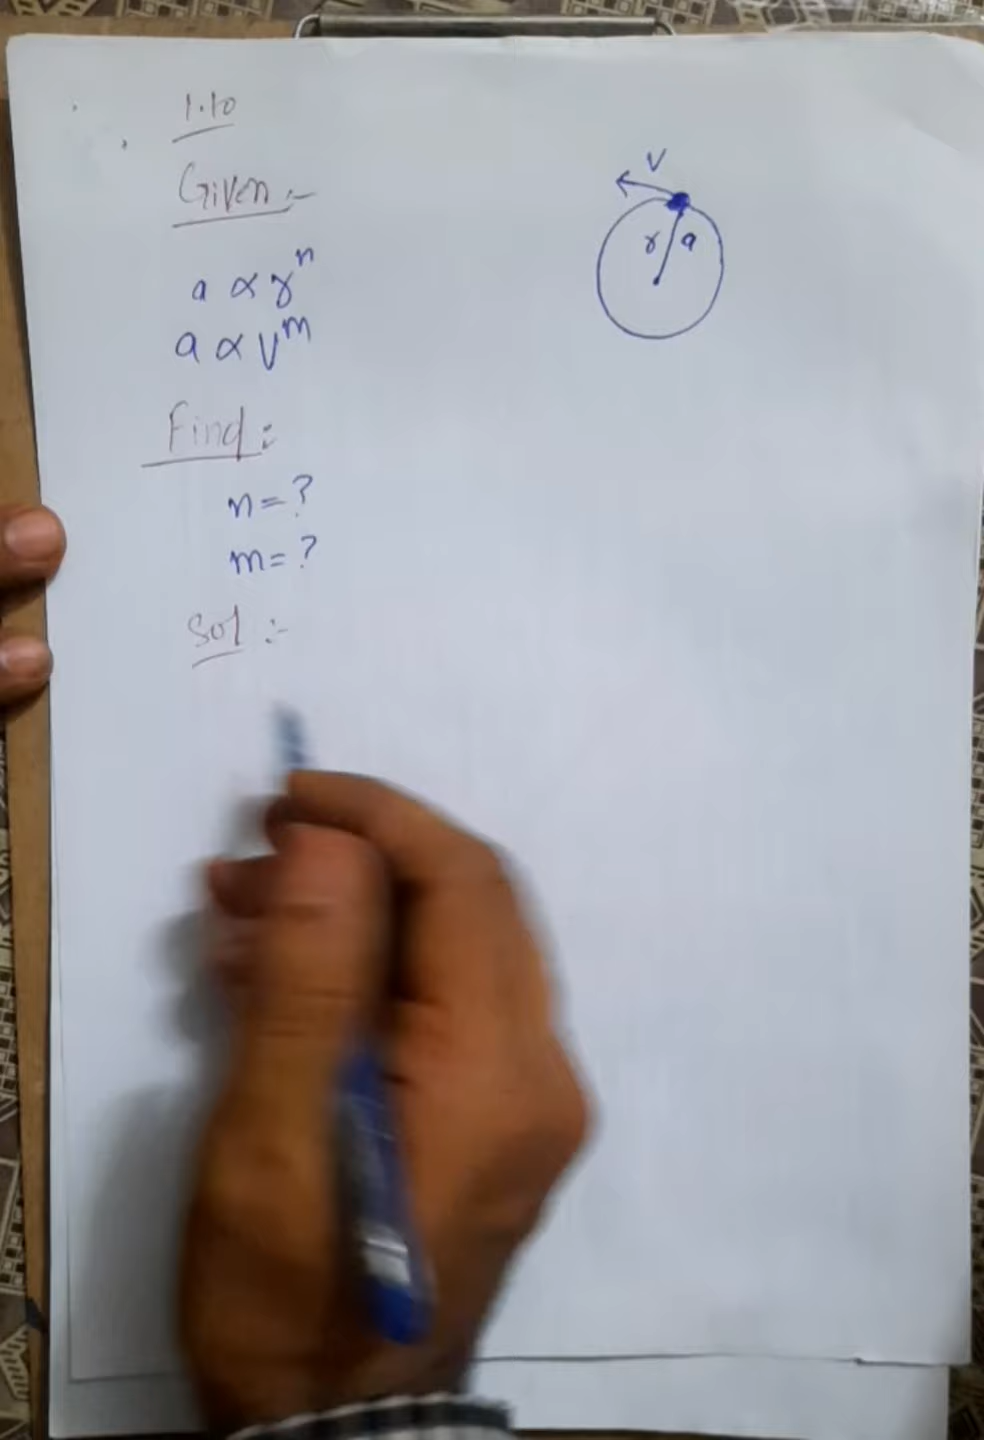 1.10
Given :-
a ∝ r^n
a ∝ v^m
Find :
n = ?
m = ?
Sol :-
v
r a